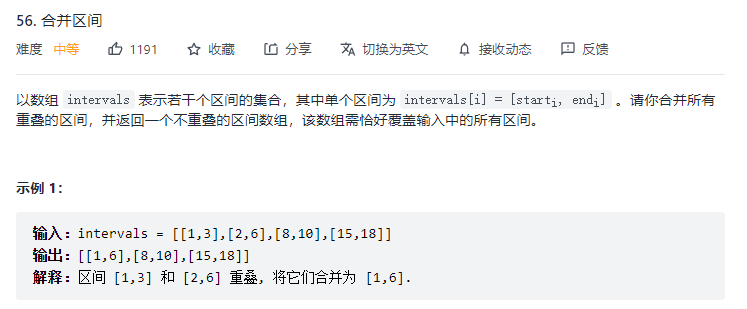 56. 合并区间
难度 中等 1191 收藏 分享 切换为英文 接收动态 反馈
以数组 intervals 表示若干个区间的集合，其中单个区间为 intervals[i] = [starti, endi] 。请你合并所有
重叠的区间，并返回一个不重叠的区间数组，该数组需恰好覆盖输入中的所有区间。
示例 1：
输入：intervals = [[1,3],[2,6],[8,10],[15,18]]
输出：[[1,6],[8,10],[15,18]]
解释：区间 [1,3] 和 [2,6] 重叠, 将它们合并为 [1,6].